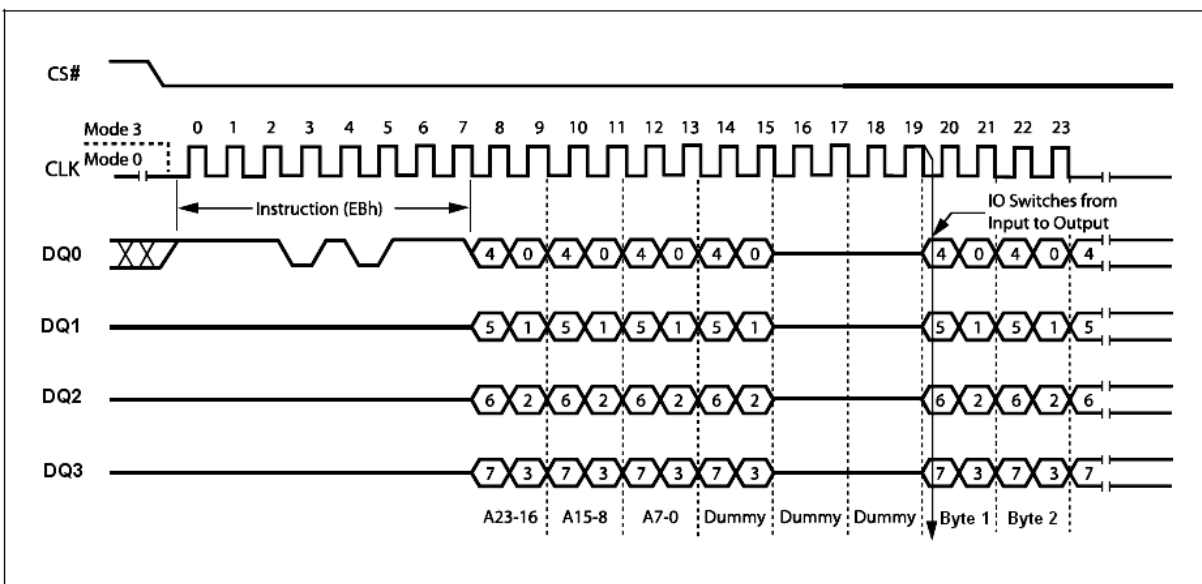 CS#
Mode 3
0 1 2 3 4 5 6 7 8 9 10 11 12 13 14 15 16 17 18 19 20 21 22 23
CLK Mode 0
Instruction (EBh)
IO Switches from
Input to Output
DQ0 4 0 4 0 4 0 4 0 4 0 4 0 4
DQ1 5 1 5 1 5 1 5 1 5 1 5 1 5
DQ2 6 2 6 2 6 2 6 2 6 2 6 2 6
DQ3 7 3 7 3 7 3 7 3 7 3 7 3 7
A23-16 A15-8 A7-0 Dummy Dummy Dummy Byte 1 Byte 2